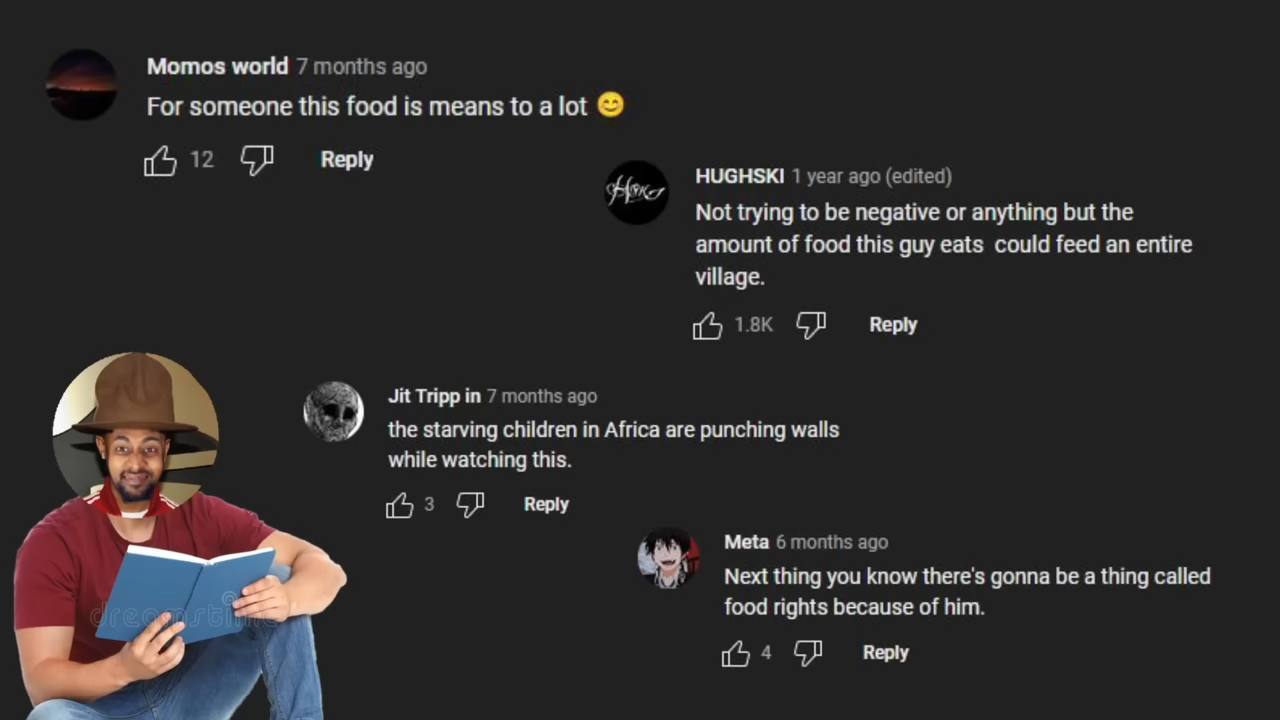 Momos world 7 months ago
For someone this food is means to a lot 😊
12 Reply
HUGHSKI 1 year ago (edited)
Not trying to be negative or anything but the
amount of food this guy eats could feed an entire
village.
1.8K Reply
Jit Tripp in 7 months ago
the starving children in Africa are punching walls
while watching this.
3 Reply
Meta 6 months ago
Next thing you know there's gonna be a thing called
food rights because of him.
4 Reply
dreamstime